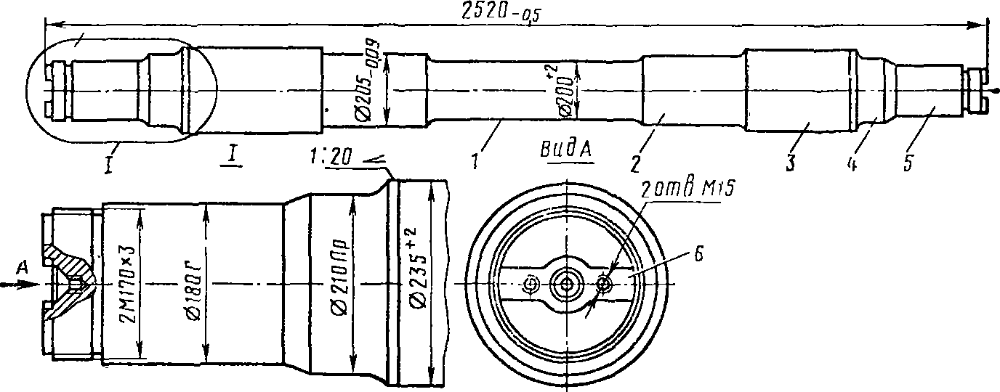 2520-0,5
Ø205-0,09
Ø200+2
I
I
1:20
1
Вид А
2
3
4
5
2отв М16
6
А
2М170×3
Ø180Г
Ø210Пр
Ø235+2